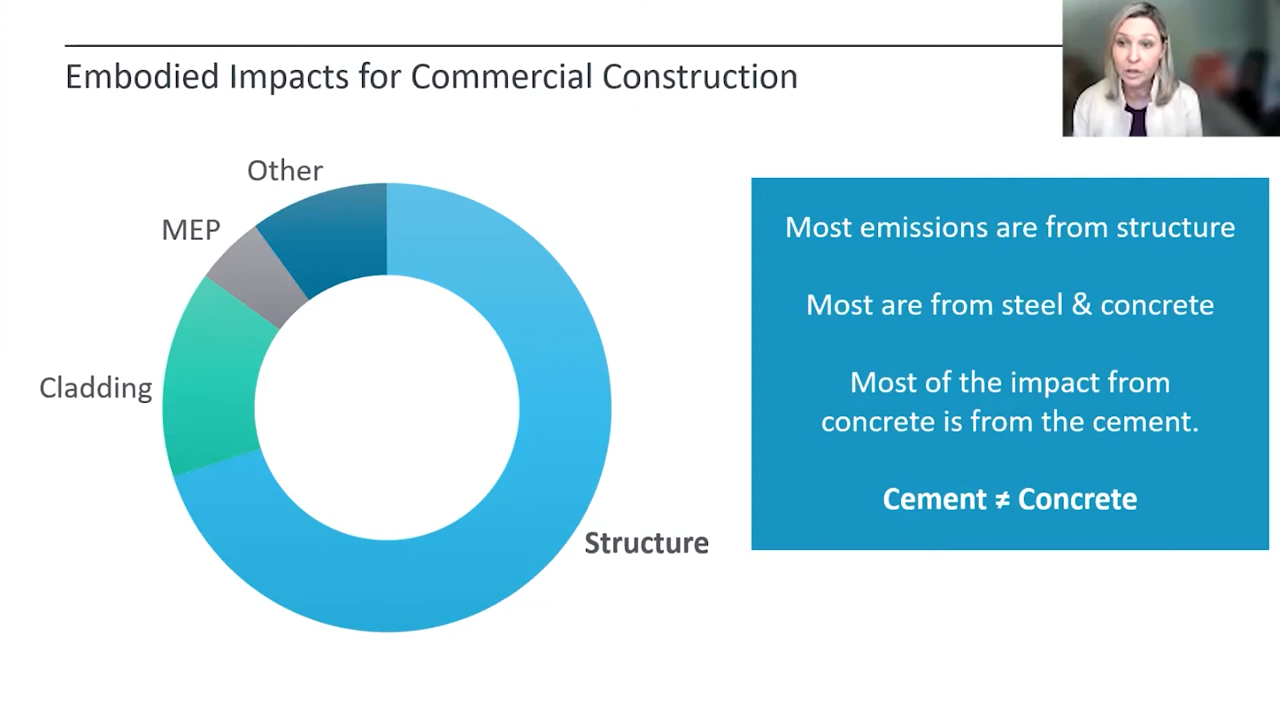 Embodied Impacts for Commercial Construction
Other
MEP
Cladding
Structure
Most emissions are from structure
Most are from steel & concrete
Most of the impact from
concrete is from the cement.
Cement ≠ Concrete